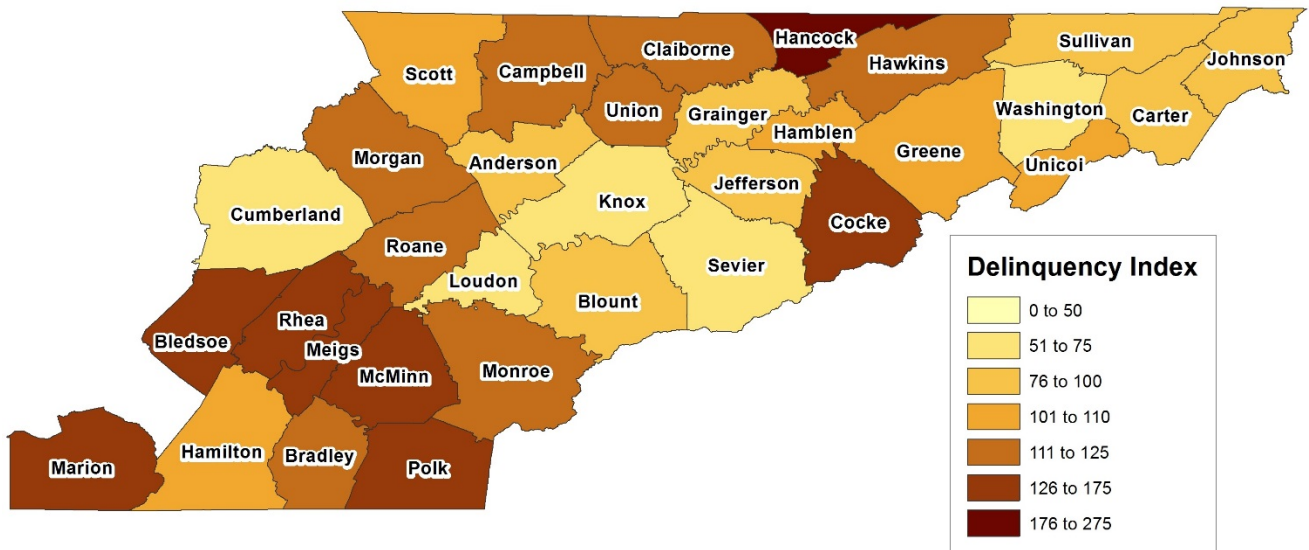 Hancock
Sullivan
Claiborne
Johnson
Hawkins
Scott
Campbell
Washington
Union
Grainger
Carter
Hamblen
Greene
Morgan
Anderson
Unicoi
Jefferson
Knox
Cumberland
Cocke
Roane
Sevier
Loudon
Blount
Rhea
Bledsoe
Meigs
McMinn
Monroe
Hamilton
Bradley
Marion
Polk
Delinquency Index
0 to 50
51 to 75
76 to 100
101 to 110
111 to 125
126 to 175
176 to 275